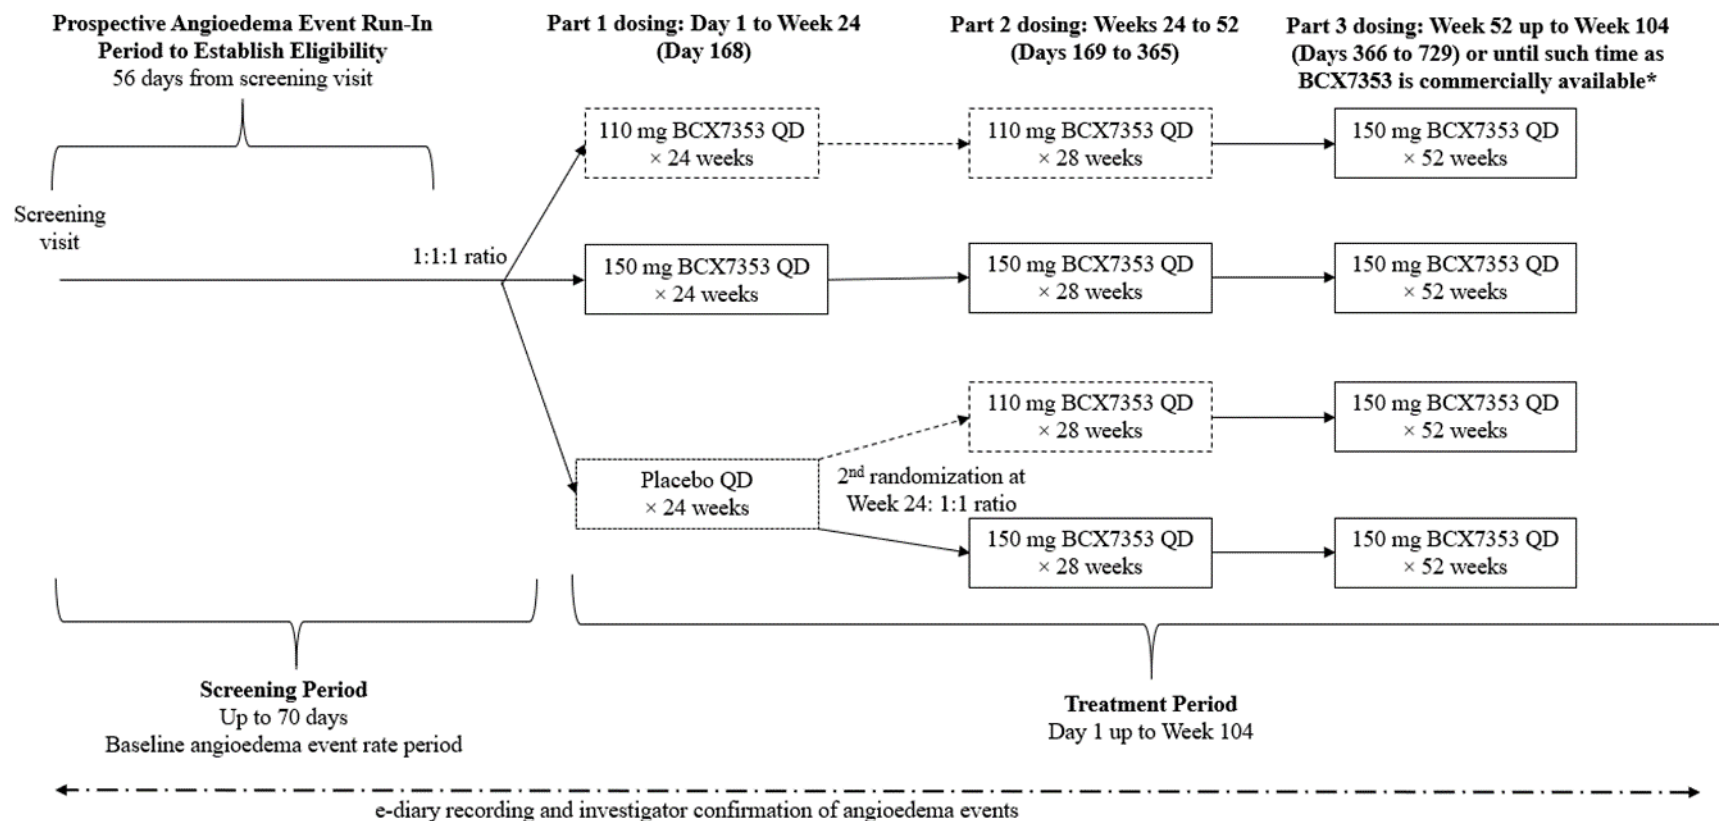 Prospective Angioedema Event Run-In
Period to Establish Eligibility
56 days from screening visit
Part 1 dosing: Day 1 to Week 24
(Day 168)
Part 2 dosing: Weeks 24 to 52
(Days 169 to 365)
Part 3 dosing: Week 52 up to Week 104
(Days 366 to 729) or until such time as
BCX7353 is commercially available*
110 mg BCX7353 QD
× 24 weeks
110 mg BCX7353 QD
× 28 weeks
150 mg BCX7353 QD
× 52 weeks
Screening
visit
1:1:1 ratio
150 mg BCX7353 QD
× 24 weeks
150 mg BCX7353 QD
× 28 weeks
150 mg BCX7353 QD
× 52 weeks
110 mg BCX7353 QD
× 28 weeks
150 mg BCX7353 QD
× 52 weeks
Placebo QD
× 24 weeks
2nd randomization at
Week 24: 1:1 ratio
150 mg BCX7353 QD
× 28 weeks
150 mg BCX7353 QD
× 52 weeks
Screening Period
Up to 70 days
Baseline angioedema event rate period
Treatment Period
Day 1 up to Week 104
e-diary recording and investigator confirmation of angioedema events